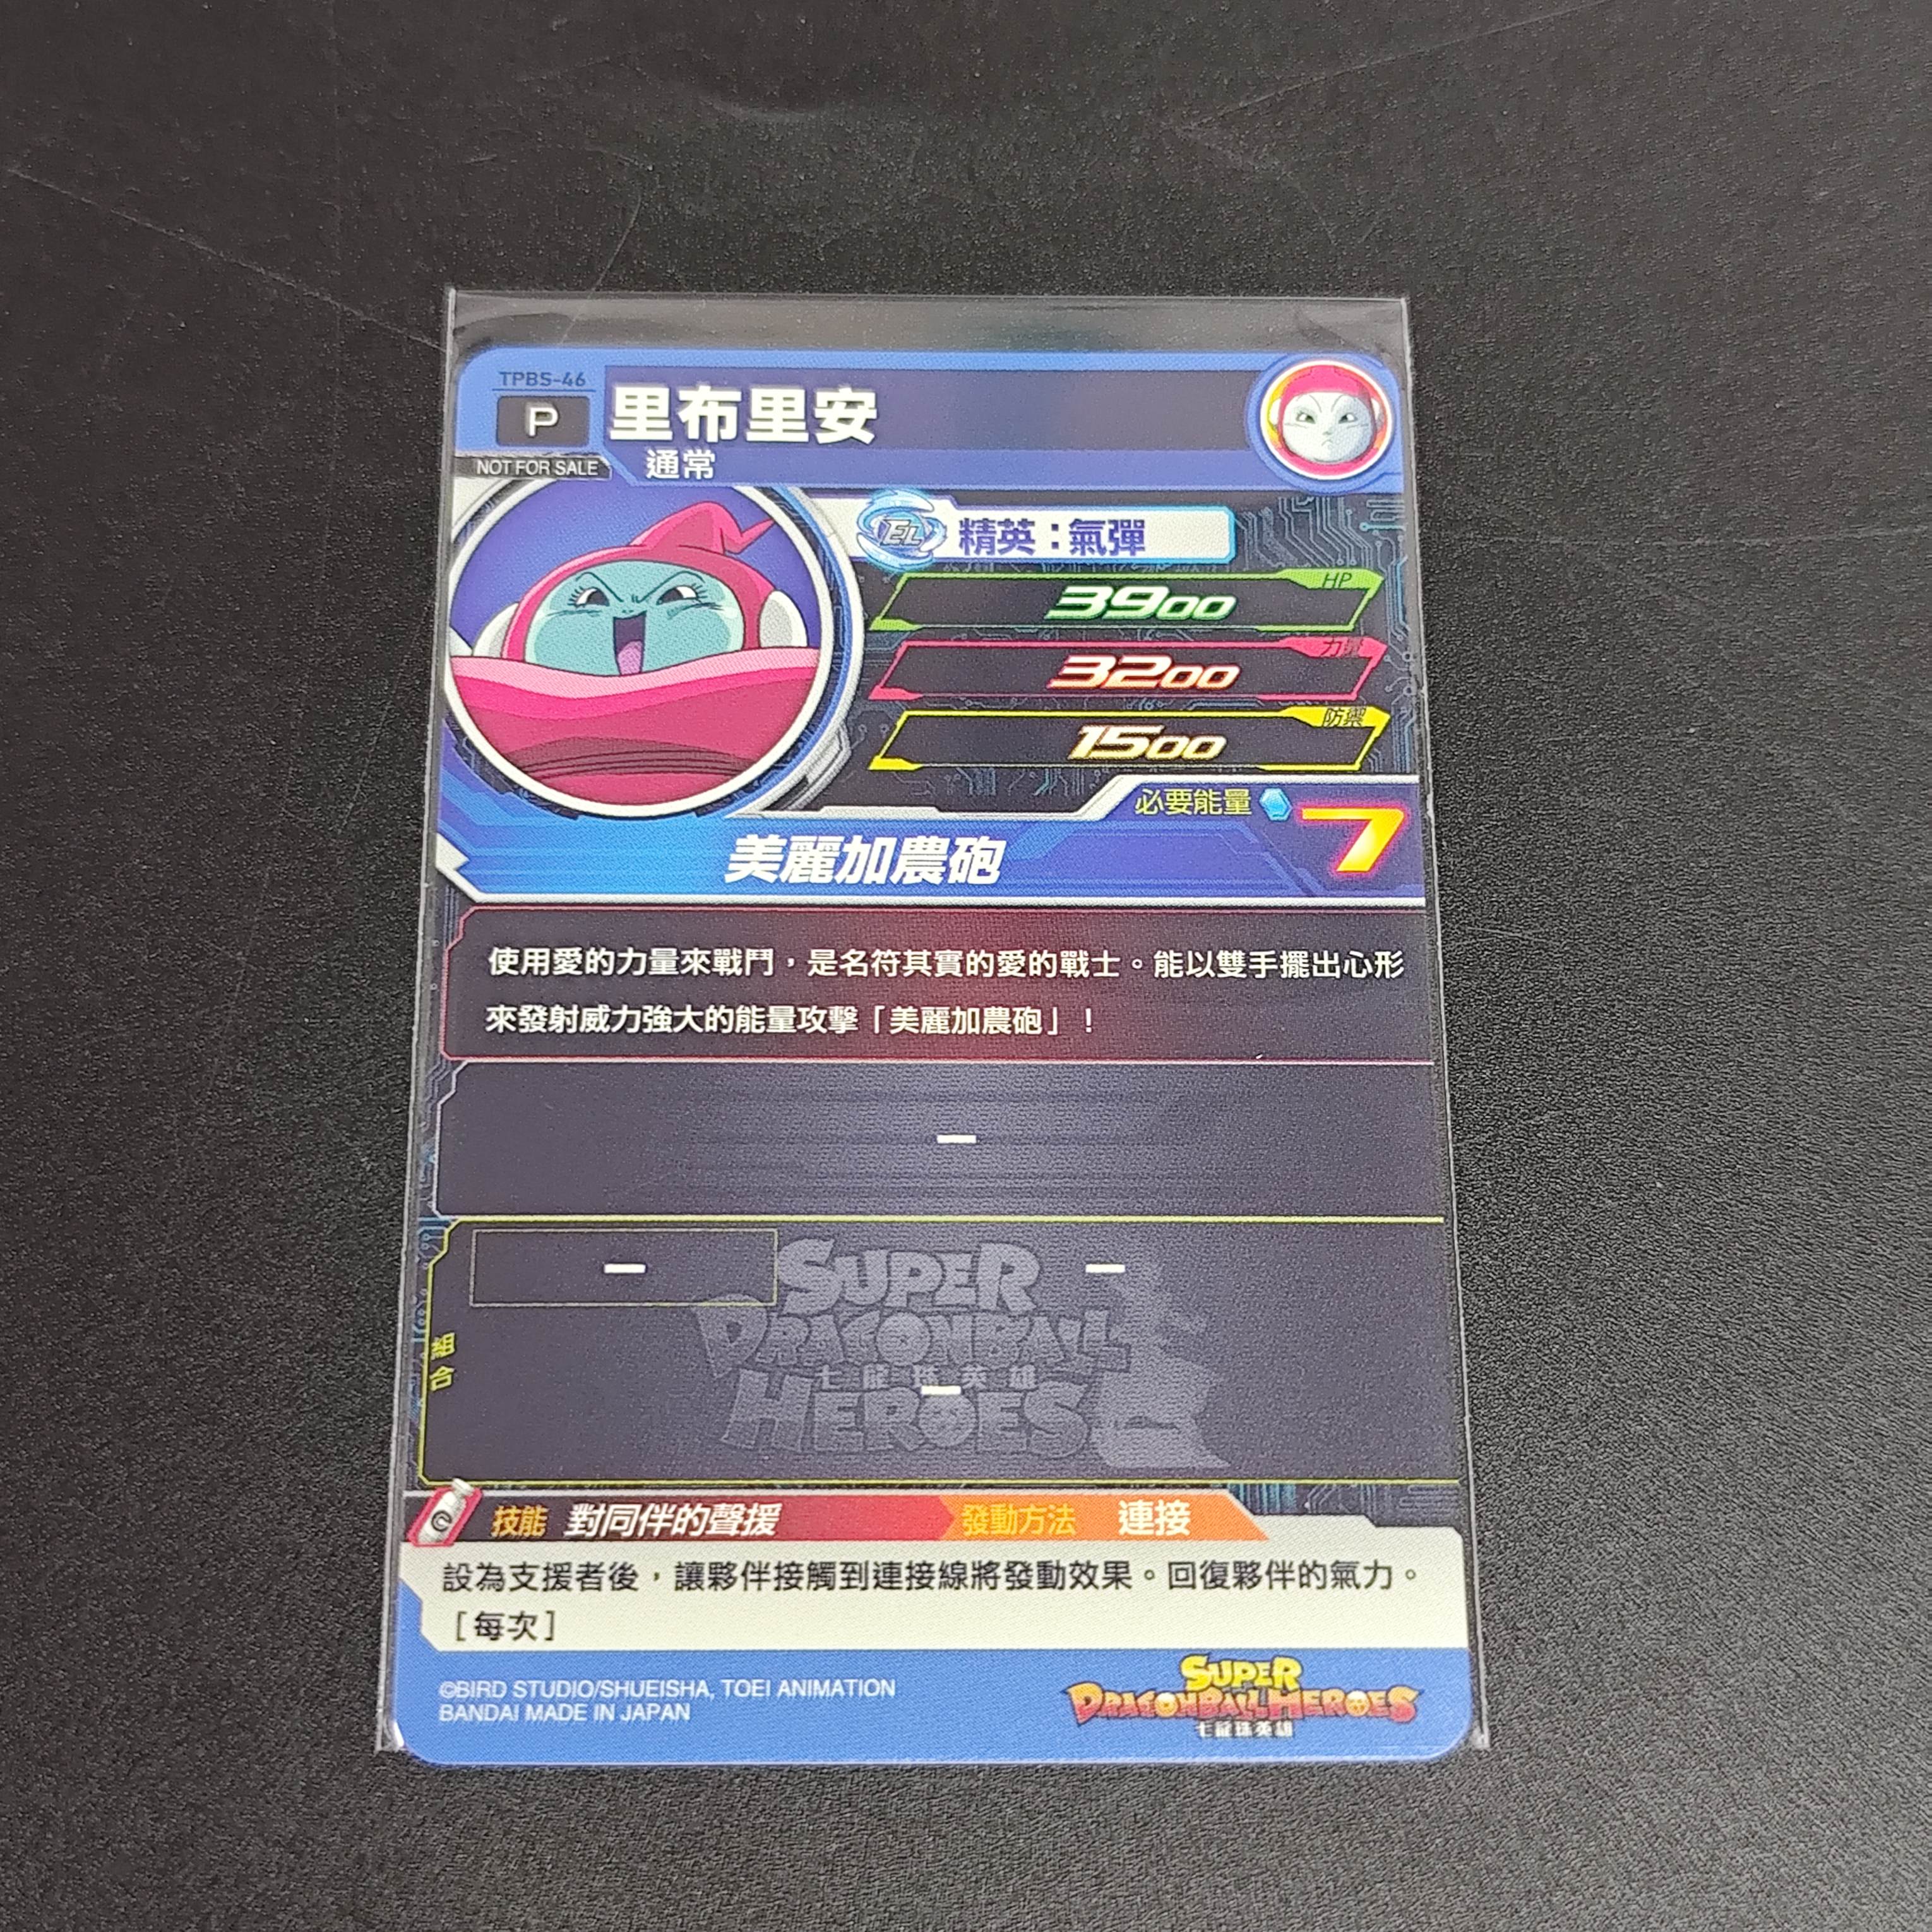 TPBS-46
P
里布里安
NOT FOR SALE
通常
EL 精英：氣彈
HP
3900
力量
3200
防禦
1500
必要能量 7
美麗加農砲
使用愛的力量來戰鬥，是名符其實的愛的戰士。能以雙手擺出心形
來發射威力強大的能量攻擊「美麗加農砲」！
SUPER
DRAGONBALL
七龍珠英雄
HEROES
組合
技能 對同伴的聲援 發動方法 連接
設為支援者後，讓夥伴接觸到連接線將發動效果。回復夥伴的氣力。
［每次］
©BIRD STUDIO/SHUEISHA, TOEI ANIMATION
BANDAI MADE IN JAPAN
SUPER
DRAGONBALL HEROES
七龍珠英雄